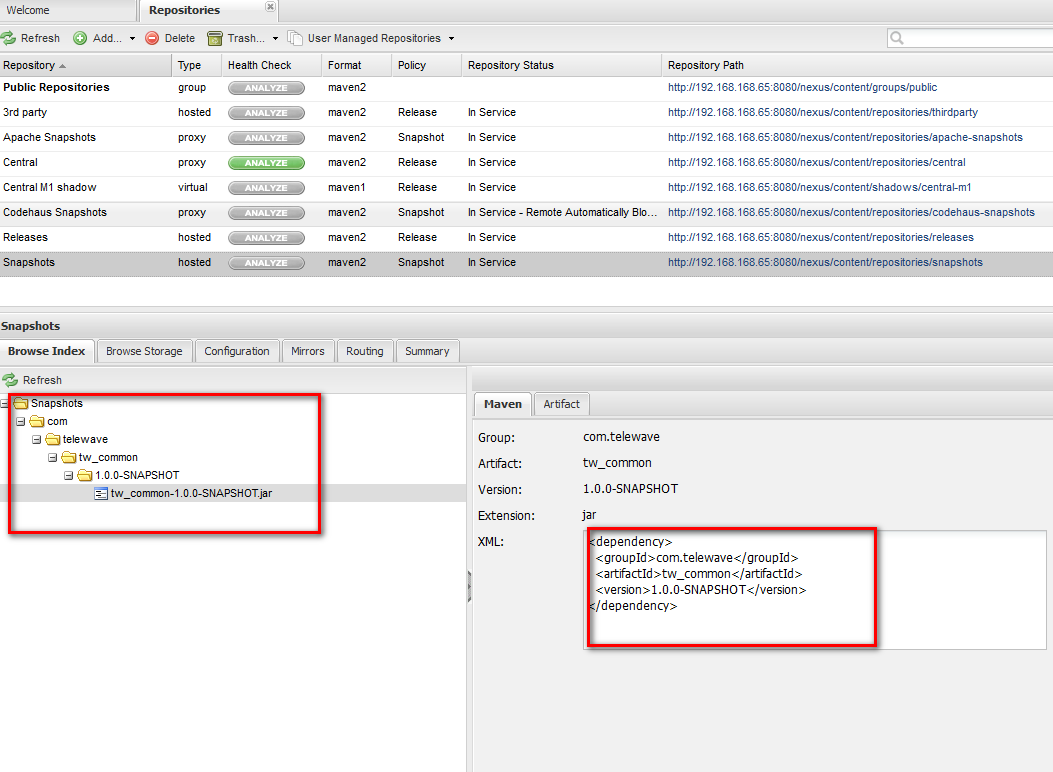 Welcome Repositories
Refresh Add... Delete Trash... User Managed Repositories
Repository Type Health Check Format Policy Repository Status Repository Path
Public Repositories group ANALYZE maven2 http://192.168.168.65:8080/nexus/content/groups/public
3rd party hosted ANALYZE maven2 Release In Service http://192.168.168.65:8080/nexus/content/repositories/thirdparty
Apache Snapshots proxy ANALYZE maven2 Snapshot In Service http://192.168.168.65:8080/nexus/content/repositories/apache-snapshots
Central proxy ANALYZE maven2 Release In Service http://192.168.168.65:8080/nexus/content/repositories/central
Central M1 shadow virtual ANALYZE maven1 Release In Service http://192.168.168.65:8080/nexus/content/shadows/central-m1
Codehaus Snapshots proxy ANALYZE maven2 Snapshot In Service - Remote Automatically Blo... http://192.168.168.65:8080/nexus/content/repositories/codehaus-snapshots
Releases hosted ANALYZE maven2 Release In Service http://192.168.168.65:8080/nexus/content/repositories/releases
Snapshots hosted ANALYZE maven2 Snapshot In Service http://192.168.168.65:8080/nexus/content/repositories/snapshots
Snapshots
Browse Index Browse Storage Configuration Mirrors Routing Summary
Refresh
Snapshots
com
telewave
tw_common
1.0.0-SNAPSHOT
tw_common-1.0.0-SNAPSHOT.jar
Maven Artifact
Group: com.telewave
Artifact: tw_common
Version: 1.0.0-SNAPSHOT
Extension: jar
XML: <dependency>
<groupId>com.telewave</groupId>
<artifactId>tw_common</artifactId>
<version>1.0.0-SNAPSHOT</version>
</dependency>